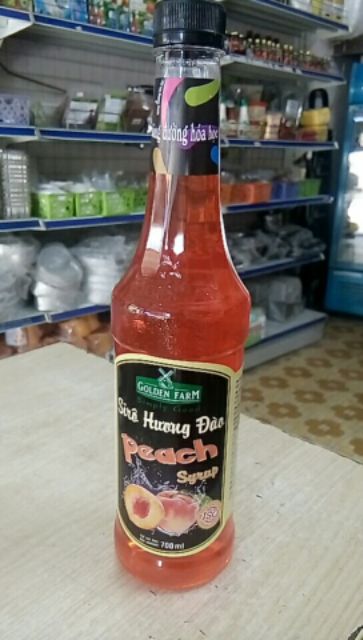 đường hóa học
GOLDEN FARM
Simply Good
Sirô Hương Đào
Peach
Syrup
700ml